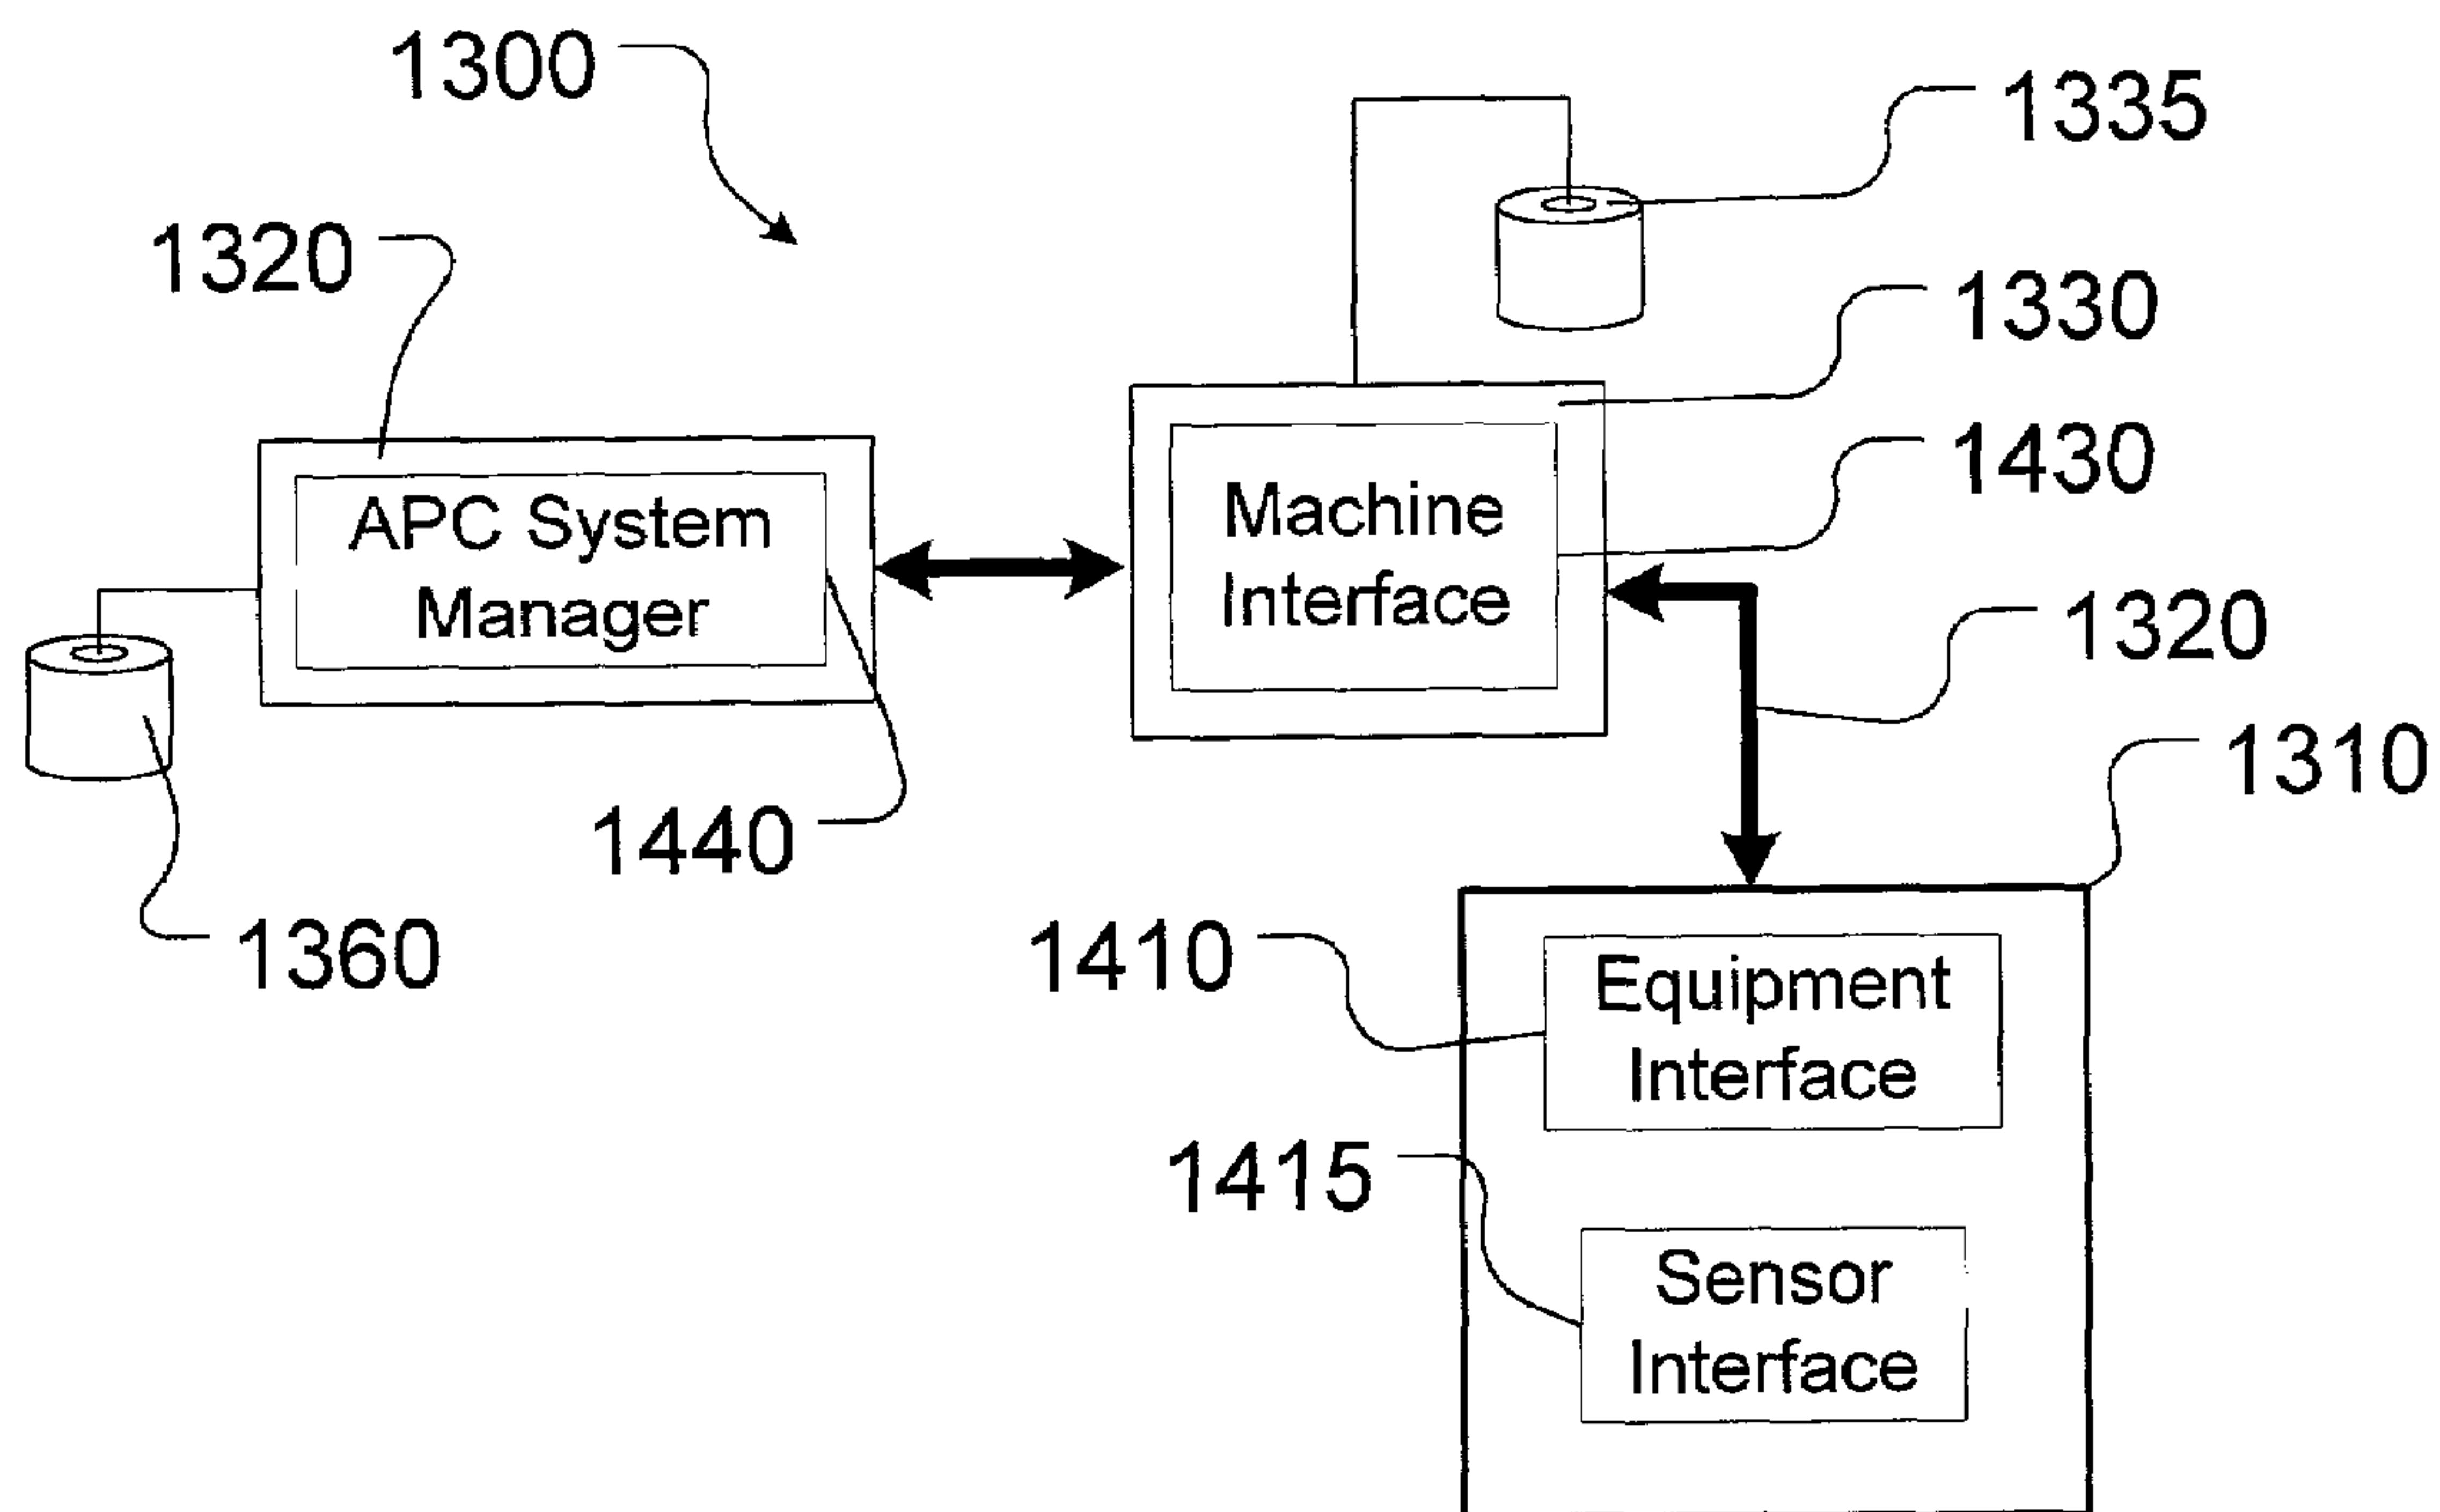 1300
1335
1320
1330
1430
APC System
Manager
Machine
Interface
1320
1310
1440
1360
1410
Equipment
Interface
1415
Sensor
Interface